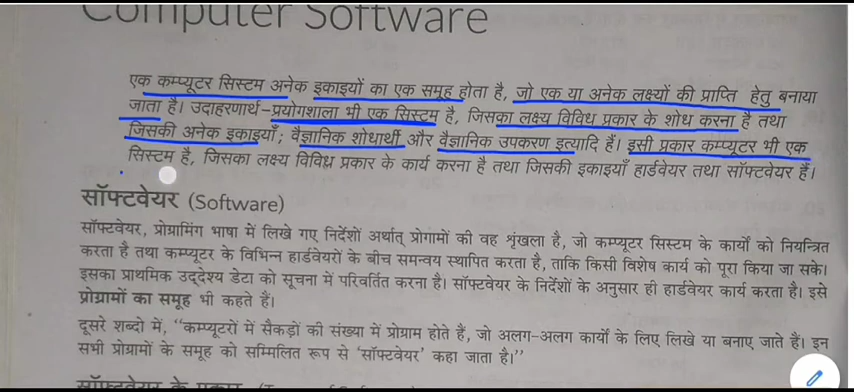 Computer Software
एक कम्प्यूटर सिस्टम अनेक इकाइयों का एक समूह होता है, जो एक या अनेक लक्ष्यों की प्राप्ति हेतु बनाया
जाता है। उदाहरणार्थ-प्रयोगशाला भी एक सिस्टम है, जिसका लक्ष्य विविध प्रकार के शोध करना है तथा
जिसकी अनेक इकाइयाँ; वैज्ञानिक शोधार्थी और वैज्ञानिक उपकरण इत्यादि हैं। इसी प्रकार कम्प्यूटर भी एक
सिस्टम है, जिसका लक्ष्य विविध प्रकार के कार्य करना है तथा जिसकी इकाइयाँ हार्डवेयर तथा सॉफ्टवेयर हैं।
सॉफ्टवेयर (Software)
सॉफ्टवेयर, प्रोग्रामिंग भाषा में लिखे गए निर्देशों अर्थात् प्रोगामों की वह शृंखला है, जो कम्प्यूटर सिस्टम के कार्यों को नियन्त्रित
करता है तथा कम्प्यूटर के विभिन्न हार्डवेयरों के बीच समन्वय स्थापित करता है, ताकि किसी विशेष कार्य को पूरा किया जा सके।
इसका प्राथमिक उद्देश्य डेटा को सूचना में परिवर्तित करना है। सॉफ्टवेयर के निर्देशों के अनुसार ही हार्डवेयर कार्य करता है। इसे
प्रोग्रामों का समूह भी कहते हैं।
दूसरे शब्दो में, “कम्प्यूटरों में सैकड़ों की संख्या में प्रोग्राम होते हैं, जो अलग-अलग कार्यों के लिए लिखे या बनाए जाते हैं। इन
सभी प्रोग्रामों के समूह को सम्मिलित रूप से ‘सॉफ्टवेयर’ कहा जाता है।”
सॉफ्टवेयर के प्रकार